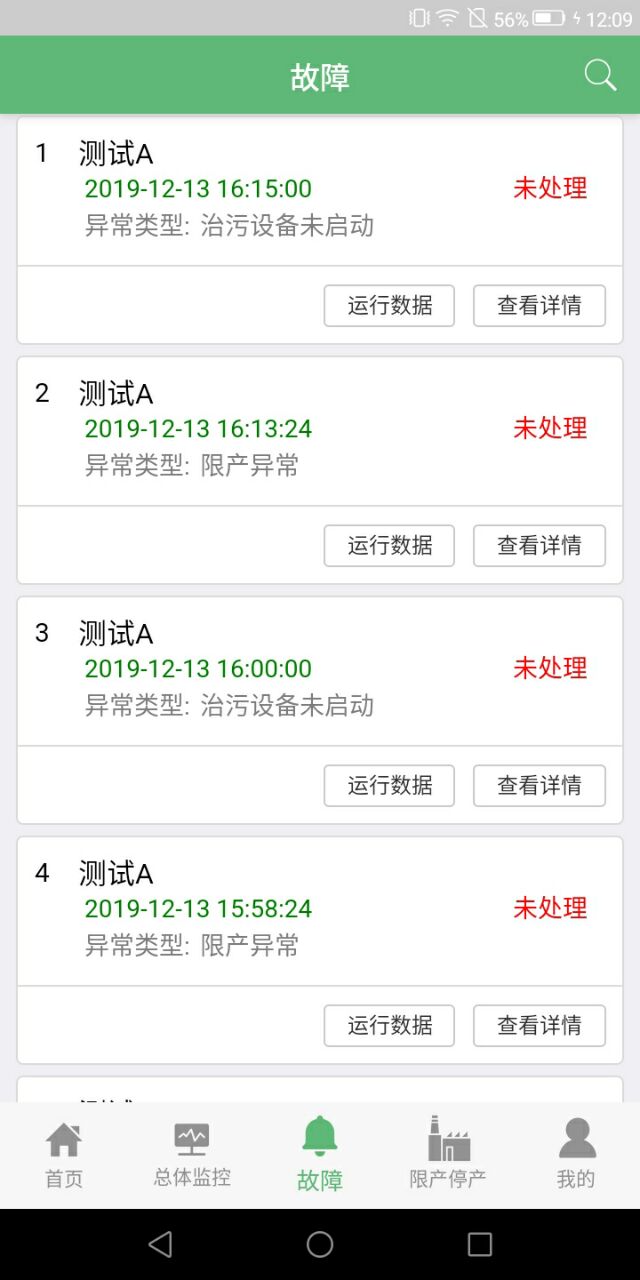 56% 12:09
故障
1 测试A
2019-12-13 16:15:00 未处理
异常类型: 治污设备未启动
运行数据 查看详情
2 测试A
2019-12-13 16:13:24 未处理
异常类型: 限产异常
运行数据 查看详情
3 测试A
2019-12-13 16:00:00 未处理
异常类型: 治污设备未启动
运行数据 查看详情
4 测试A
2019-12-13 15:58:24 未处理
异常类型: 限产异常
运行数据 查看详情
首页 总体监控 故障 限产停产 我的